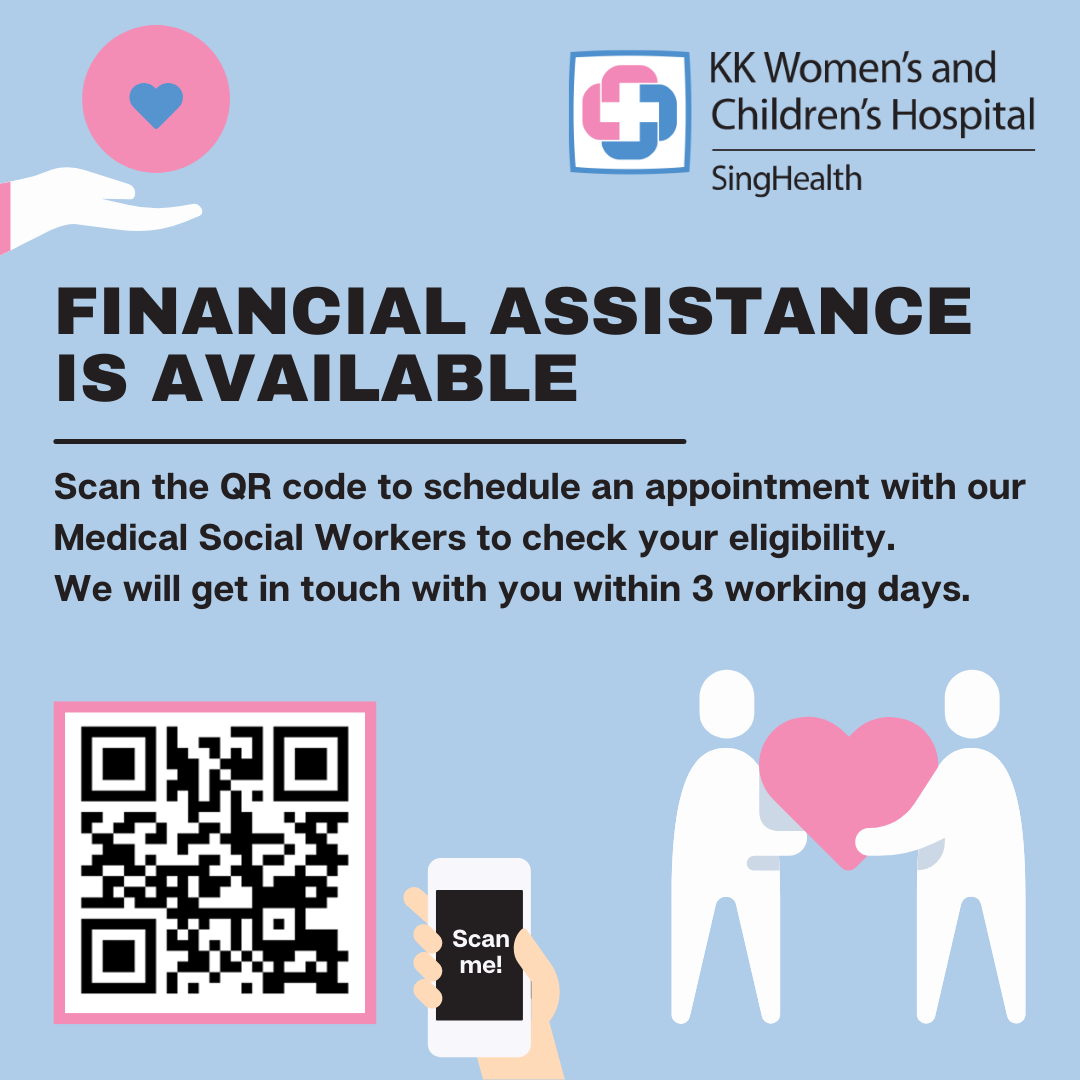 KK Women's and
Children's Hospital
SingHealth
FINANCIAL ASSISTANCE
IS AVAILABLE
Scan the QR code to schedule an appointment with our
Medical Social Workers to check your eligibility.
We will get in touch with you within 3 working days.
Scan
me!